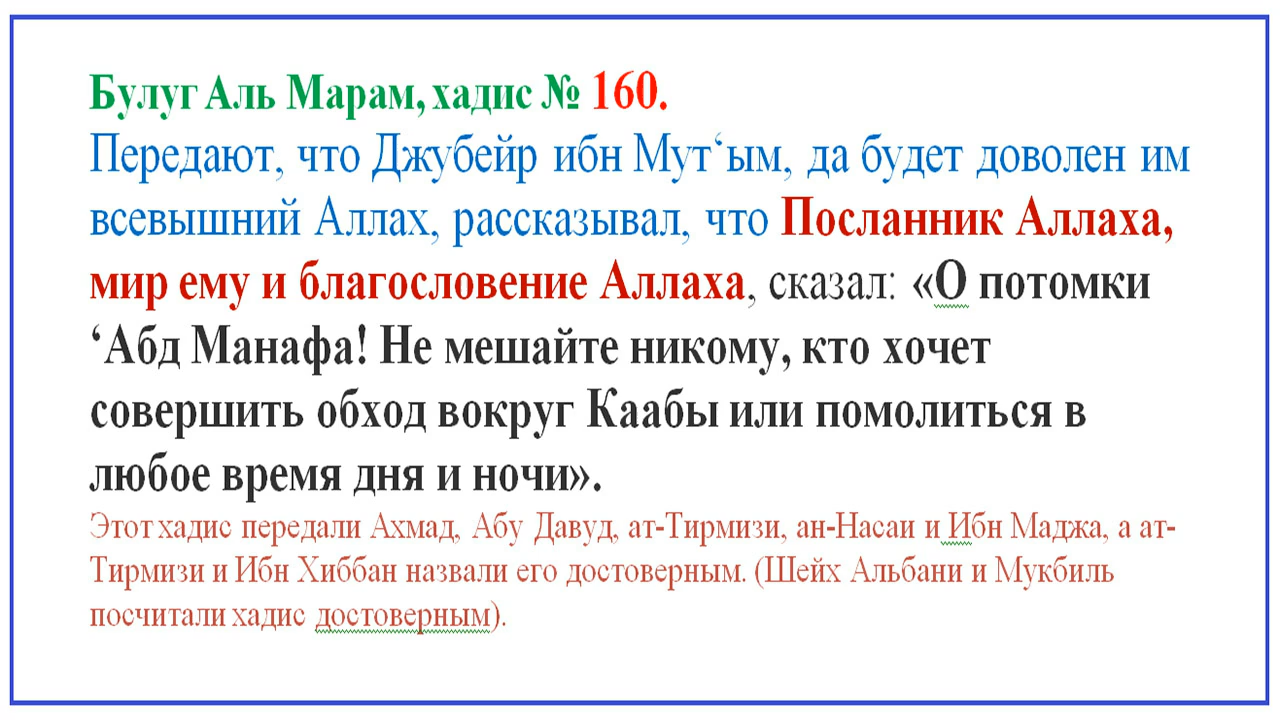 Булуг Аль Марам, хадис № 160.
Передают, что Джубейр ибн Мут‘ым, да будет доволен им
всевышний Аллах, рассказывал, что Посланник Аллаха,
мир ему и благословение Аллаха, сказал: «О потомки
‘Абд Манафа! Не мешайте никому, кто хочет
совершить обход вокруг Каабы или помолиться в
любое время дня и ночи».
Этот хадис передали Ахмад, Абу Давуд, ат-Тирмизи, ан-Насаи и Ибн Маджа, а ат-
Тирмизи и Ибн Хиббан назвали его достоверным. (Шейх Альбани и Мукбиль
посчитали хадис достоверным).